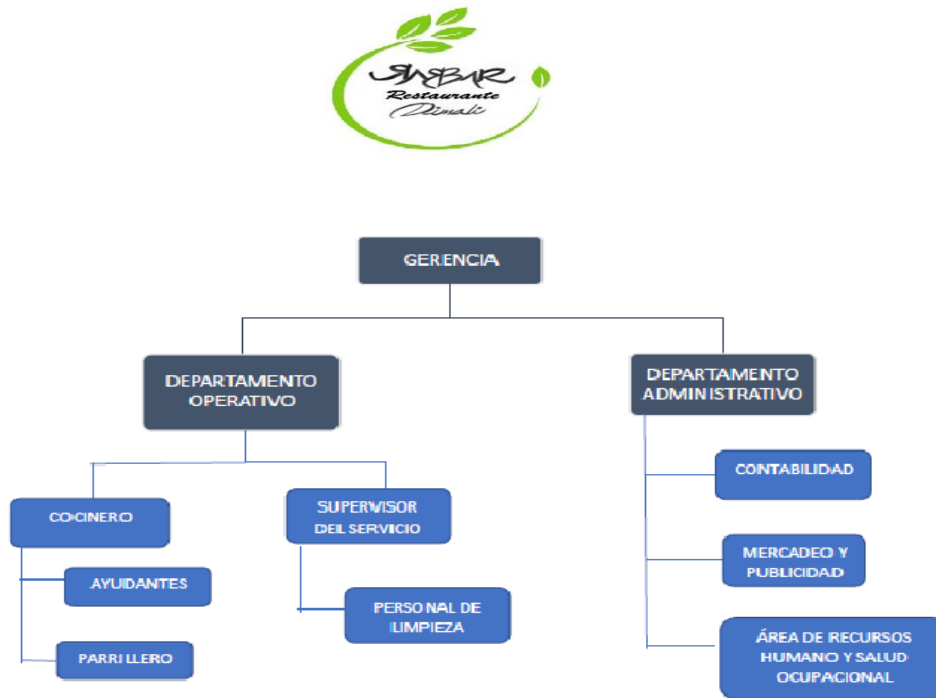 Restaurante
GERENCIA
DEPARTAMENTO
OPERATIVO
DEPARTAMENTO
ADMINISTRATIVO
COCINERO
AYUIDANTES
PARRILLERO
SUPERVISOR
DEL SERVICIO
PERSONAL DE
LIMPIEZA
CONTABILIDAD
MERCADEO Y
PUBLICIDAD
ÁREA DE RECURSOS
HUMANO Y SALUD
OCUPACIONAL